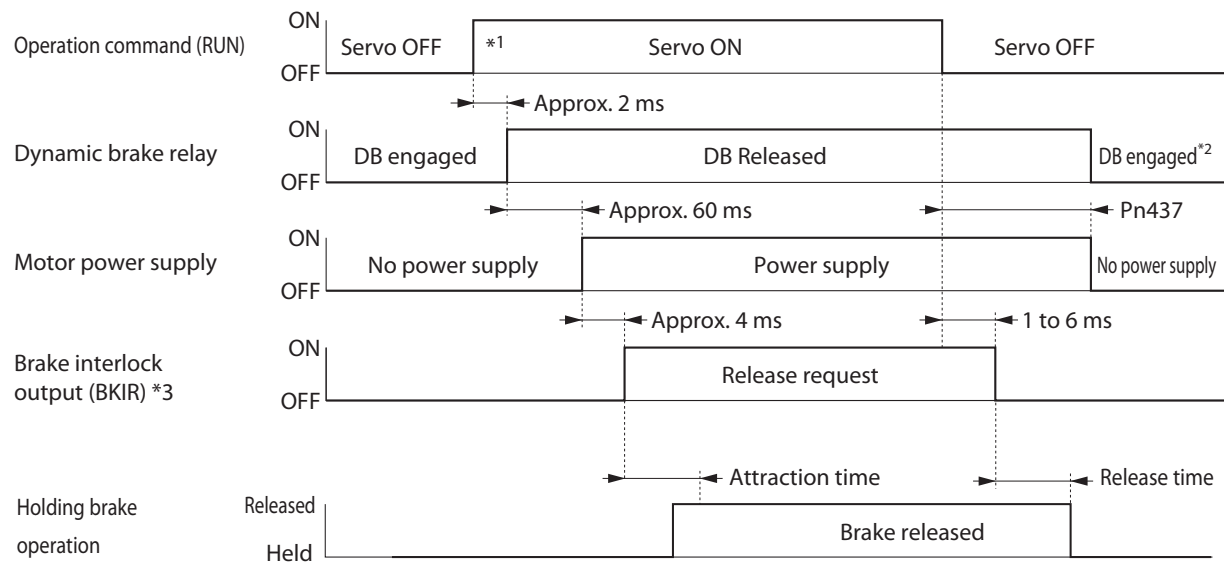 Operation command (RUN)
ON
OFF
Servo OFF
*1
Servo ON
Servo OFF
Approx. 2 ms
Dynamic brake relay
ON
OFF
DB engaged
DB Released
DB engaged*2
Approx. 60 ms
Pn437
Motor power supply
ON
OFF
No power supply
Power supply
No power supply
Approx. 4 ms
1 to 6 ms
Brake interlock
output (BKIR) *3
ON
OFF
Release request
Attraction time
Release time
Holding brake
operation
Released
Held
Brake released